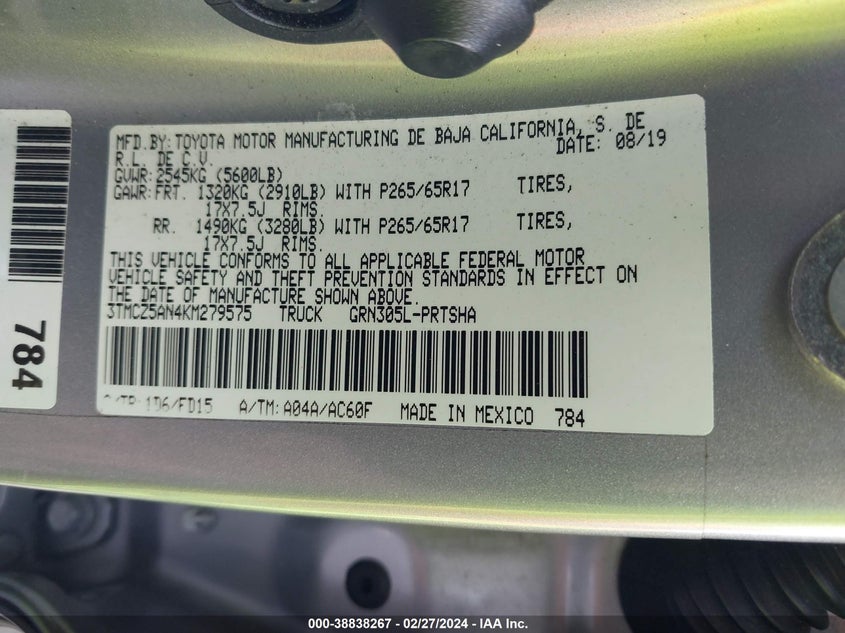 MFD.BY:TOYOTA MOTOR MANUFACTURING DE BAJA CALIFORNIA, S. DE
R.L. DE C.V. DATE: 08/19
GVWR:2545KG (5600LB)
GAWR:FRT. 1320KG (2910LB) WITH P265/65R17 TIRES,
17X7.5J RIMS.
RR. 1490KG (3280LB) WITH P265/65R17 TIRES,
17X7.5J RIMS.
THIS VEHICLE CONFORMS TO ALL APPLICABLE FEDERAL MOTOR
VEHICLE SAFETY AND THEFT PREVENTION STANDARDS IN EFFECT ON
THE DATE OF MANUFACTURE SHOWN ABOVE.
3TMCZ5AN4KM279575 TRUCK GRN305L-PRTSHA
C/TR:1D6/FD15 A/TM:A04A/AC60F MADE IN MEXICO 784
784
000-38838267 - 02/27/2024 - IAA Inc.